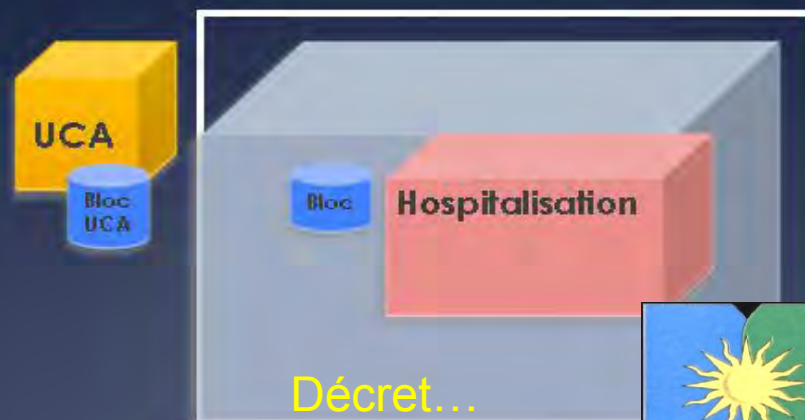 UCA
Bloc
UCA
Bloc
Hospitalisation
Décret…